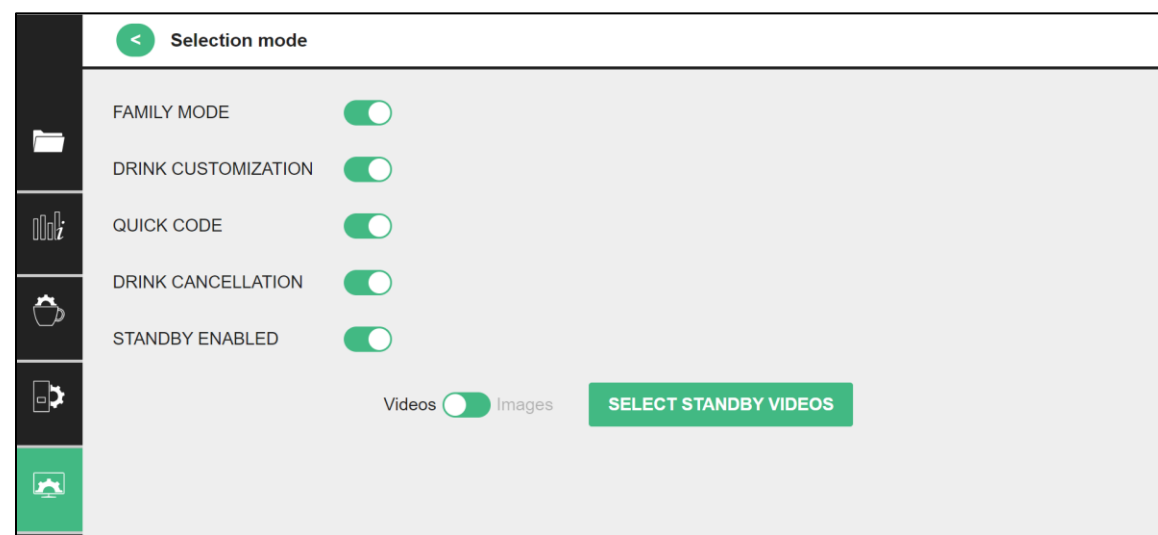 < Selection mode
FAMILY MODE
DRINK CUSTOMIZATION
QUICK CODE
DRINK CANCELLATION
STANDBY ENABLED
Videos Images SELECT STANDBY VIDEOS
i